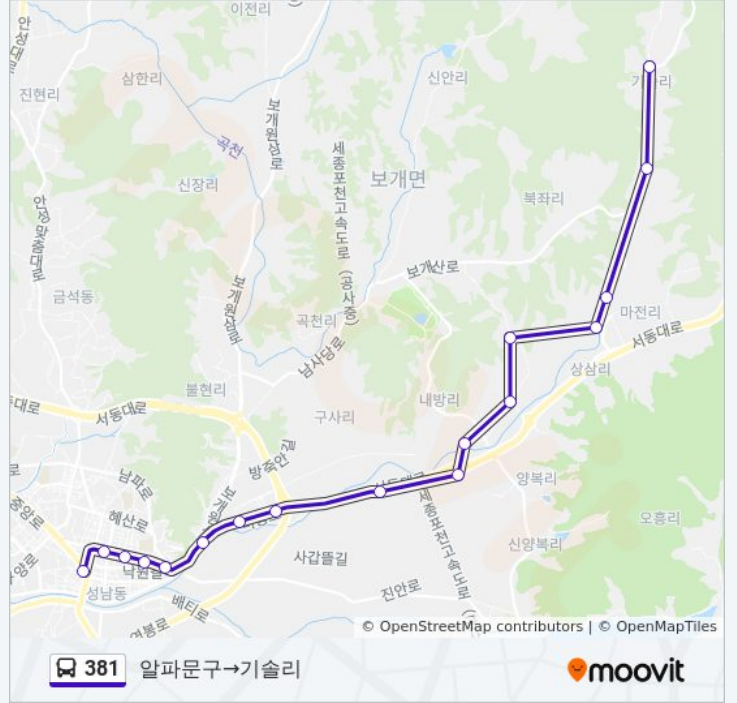 이전리
안성대로
삼한리
신안리
진현리
보개원삼로
곡천
세종포천고속도로 (공사중)
신장리
보개면
북좌리
안성맞춤대로
보개산로
금석동
보개원삼로
곡천리
마전리
남사당로
서동대로
상삼리
불현리
내방리
서동대로
구사리
방죽안길
남파로
양복리
중앙로
혜산로
오흥리
세종포천고속도로
신양복리
사갑뜰길
낙원길
진안로
성남동
배티로
© OpenStreetMap contributors | © OpenMapTiles
381 알파문구→기솔리
moovit